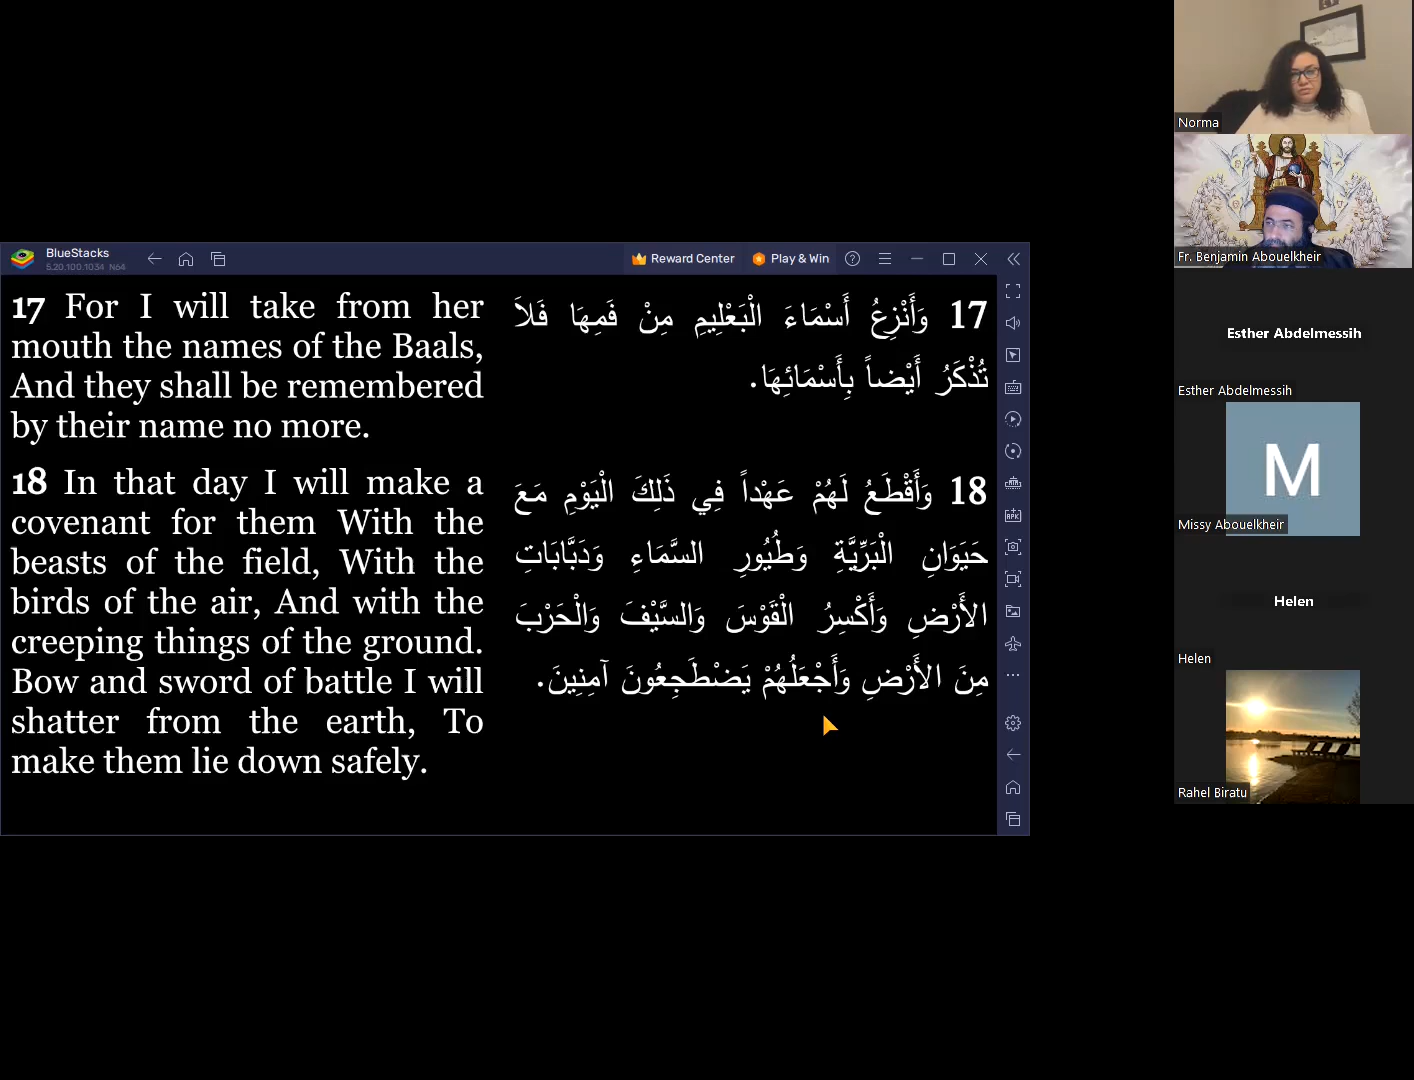 BlueStacks
5.20.100.1034 N64
Reward Center
Play & Win
17 For I will take from her
mouth the names of the Baals,
And they shall be remembered
by their name no more.
18 In that day I will make a
covenant for them With the
beasts of the field, With the
birds of the air, And with the
creeping things of the ground.
Bow and sword of battle I will
shatter from the earth, To
make them lie down safely.
17 وَأَنْزِعُ أَسْمَاءَ الْبَعْلِيمِ مِنْ فَمِهَا فَلاَ
تُذْكَرُ أَيْضاً بِأَسْمَائِهَا.
18 وَأَقْطَعُ لَهُمْ عَهْداً فِي ذَلِكَ الْيَوْمِ مَعَ
حَيَوَانِ الْبَرِّيَّةِ وَطُيُورِ السَّمَاءِ وَدَبَّابَاتِ
الأَرْضِ وَأَكْسِرُ الْقَوْسَ وَالسَّيْفَ وَالْحَرْبَ
مِنَ الأَرْضِ وَأَجْعَلُهُمْ يَضْطَجِعُونَ آمِنِينَ.
APK
Norma
Fr. Benjamin Abouelkheir
Esther Abdelmessih
Esther Abdelmessih
M
Missy Abouelkheir
Helen
Helen
Rahel Biratu